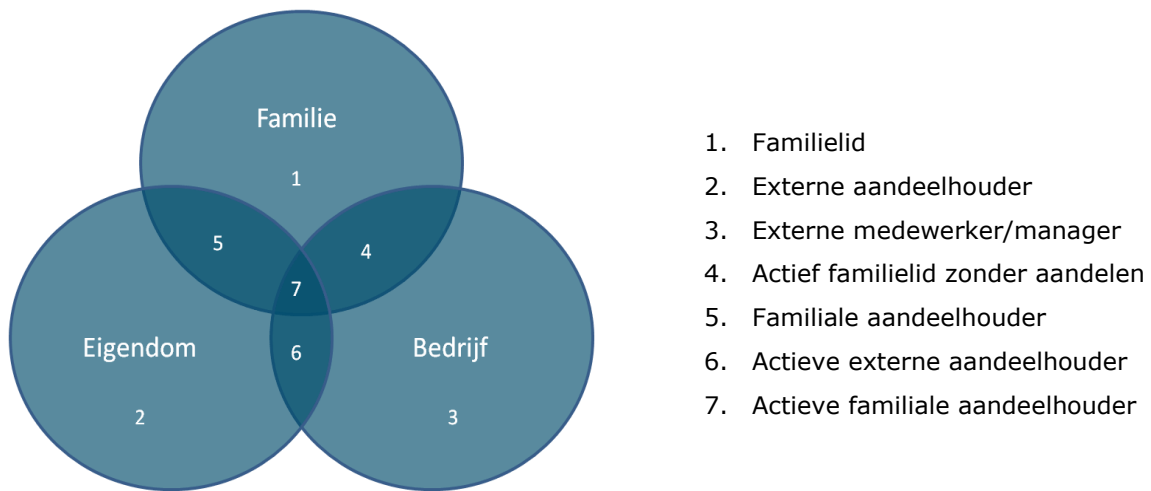 Familie
1
5
4
7
Eigendom
6
Bedrijf
2
3
1. Familielid
2. Externe aandeelhouder
3. Externe medewerker/manager
4. Actief familielid zonder aandelen
5. Familiale aandeelhouder
6. Actieve externe aandeelhouder
7. Actieve familiale aandeelhouder